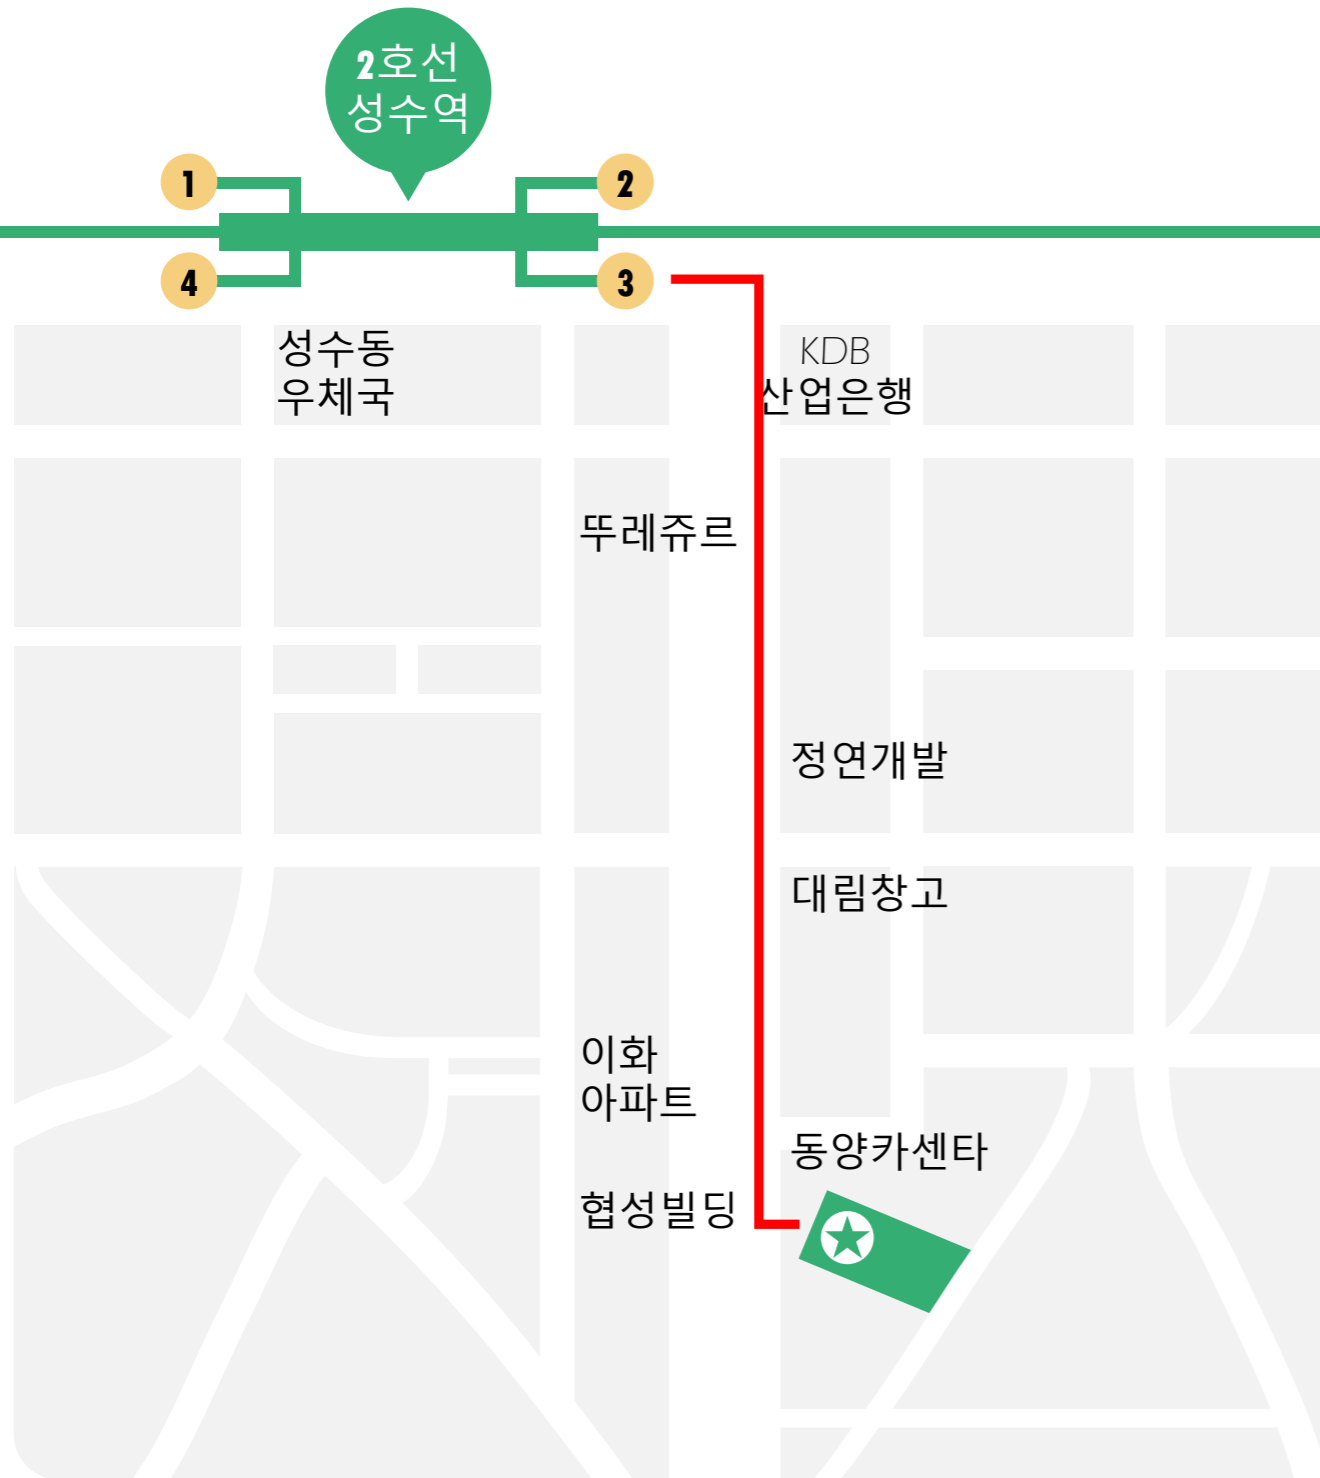 2호선
성수역
1
2
4
3
성수동
우체국
KDB
산업은행
뚜레쥬르
정연개발
대림창고
이화
아파트
동양카센타
협성빌딩